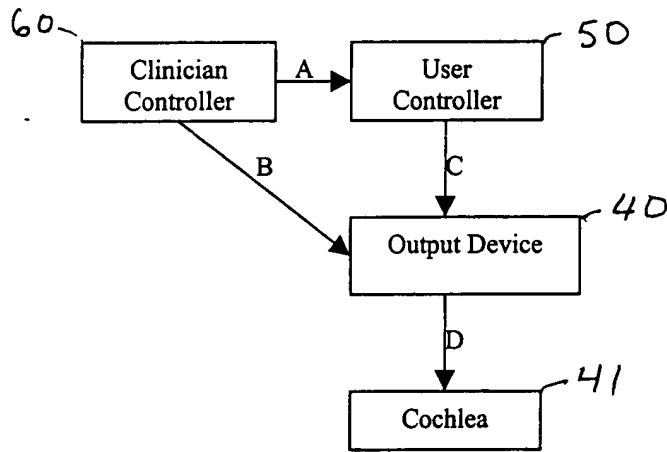 60
50
Clinician
Controller
A
User
Controller
B
C
40
Output Device
D
41
Cochlea